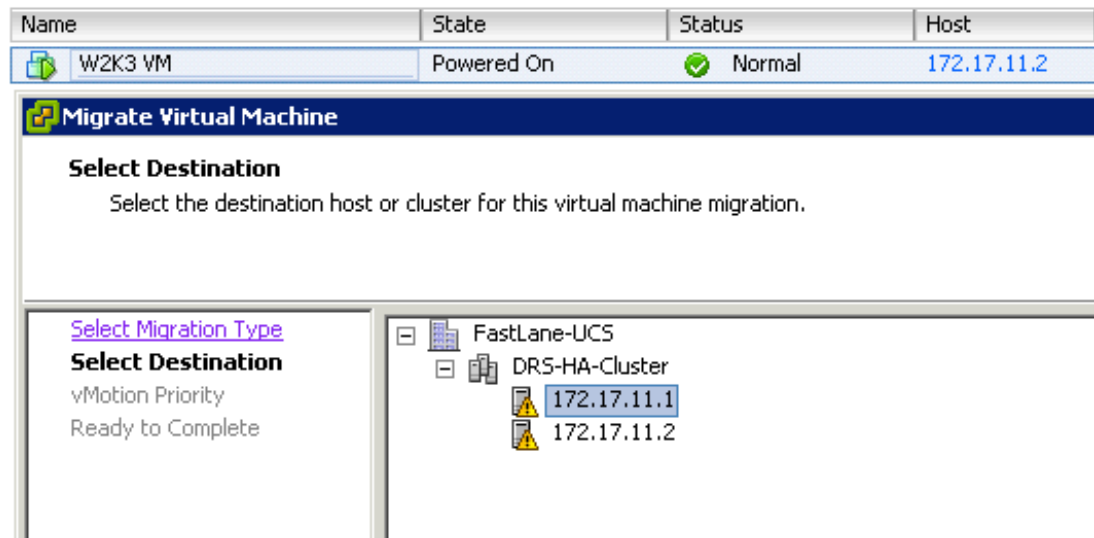 Name State Status Host
W2K3 VM Powered On Normal 172.17.11.2
Migrate Virtual Machine
Select Destination
Select the destination host or cluster for this virtual machine migration.
Select Migration Type
Select Destination
vMotion Priority
Ready to Complete
FastLane-UCS
DRS-HA-Cluster
172.17.11.1
172.17.11.2